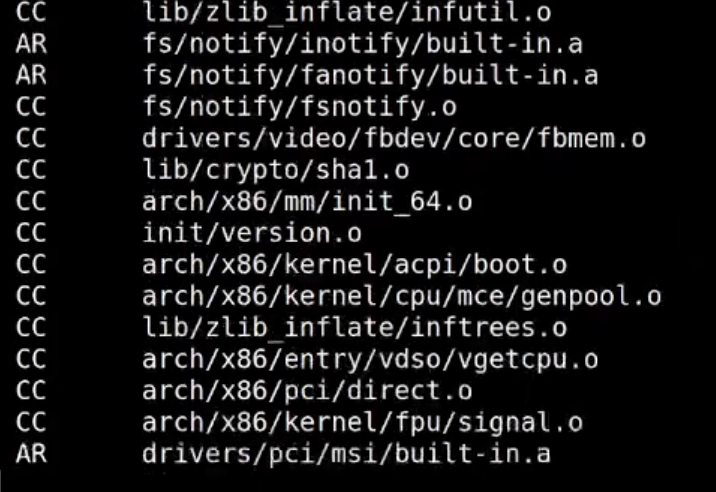 CC lib/zlib_inflate/infutil.o
AR fs/notify/inotify/built-in.a
AR fs/notify/fanotify/built-in.a
CC fs/notify/fsnotify.o
CC drivers/video/fbdev/core/fbmem.o
CC lib/crypto/sha1.o
CC arch/x86/mm/init_64.o
CC init/version.o
CC arch/x86/kernel/acpi/boot.o
CC arch/x86/kernel/cpu/mce/genpool.o
CC lib/zlib_inflate/inftrees.o
CC arch/x86/entry/vdso/vgetcpu.o
CC arch/x86/pci/direct.o
CC arch/x86/kernel/fpu/signal.o
AR drivers/pci/msi/built-in.a